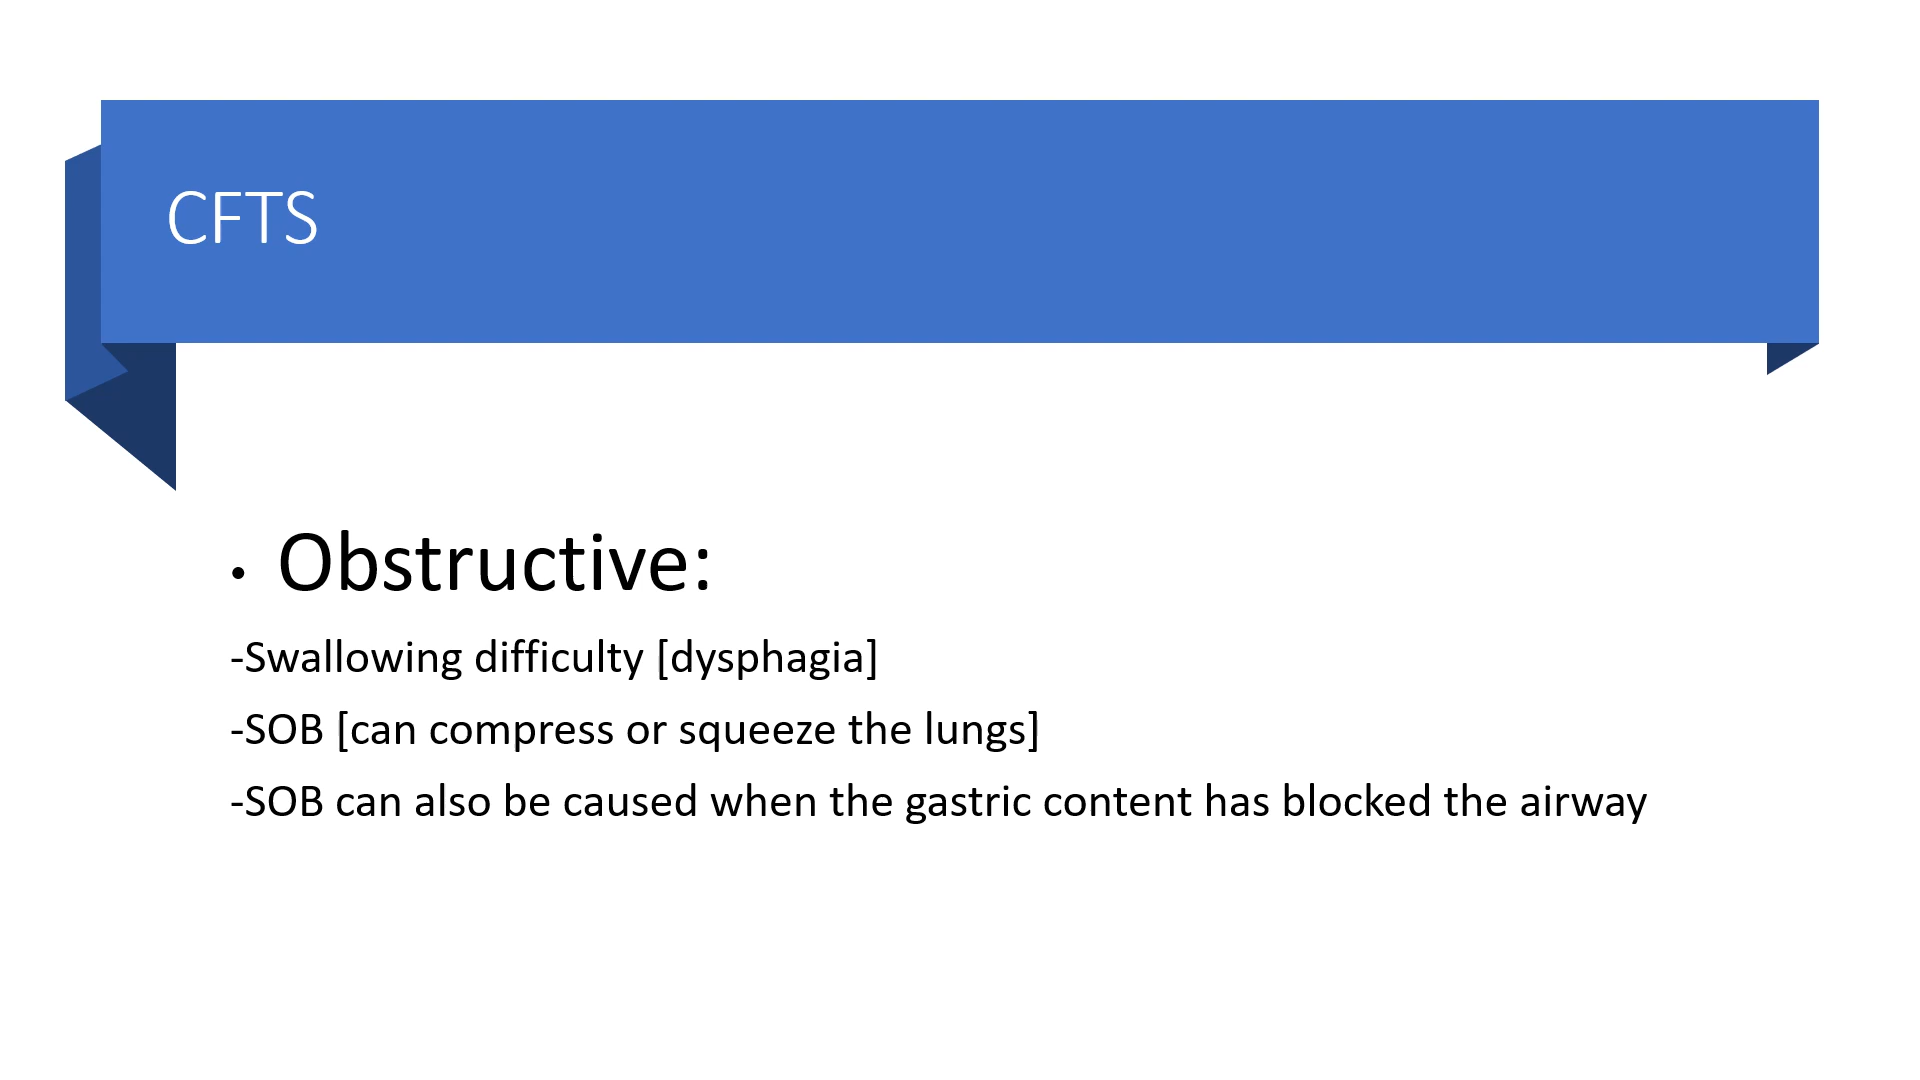 CFTS
• Obstructive:
-Swallowing difficulty [dysphagia]
-SOB [can compress or squeeze the lungs]
-SOB can also be caused when the gastric content has blocked the airway